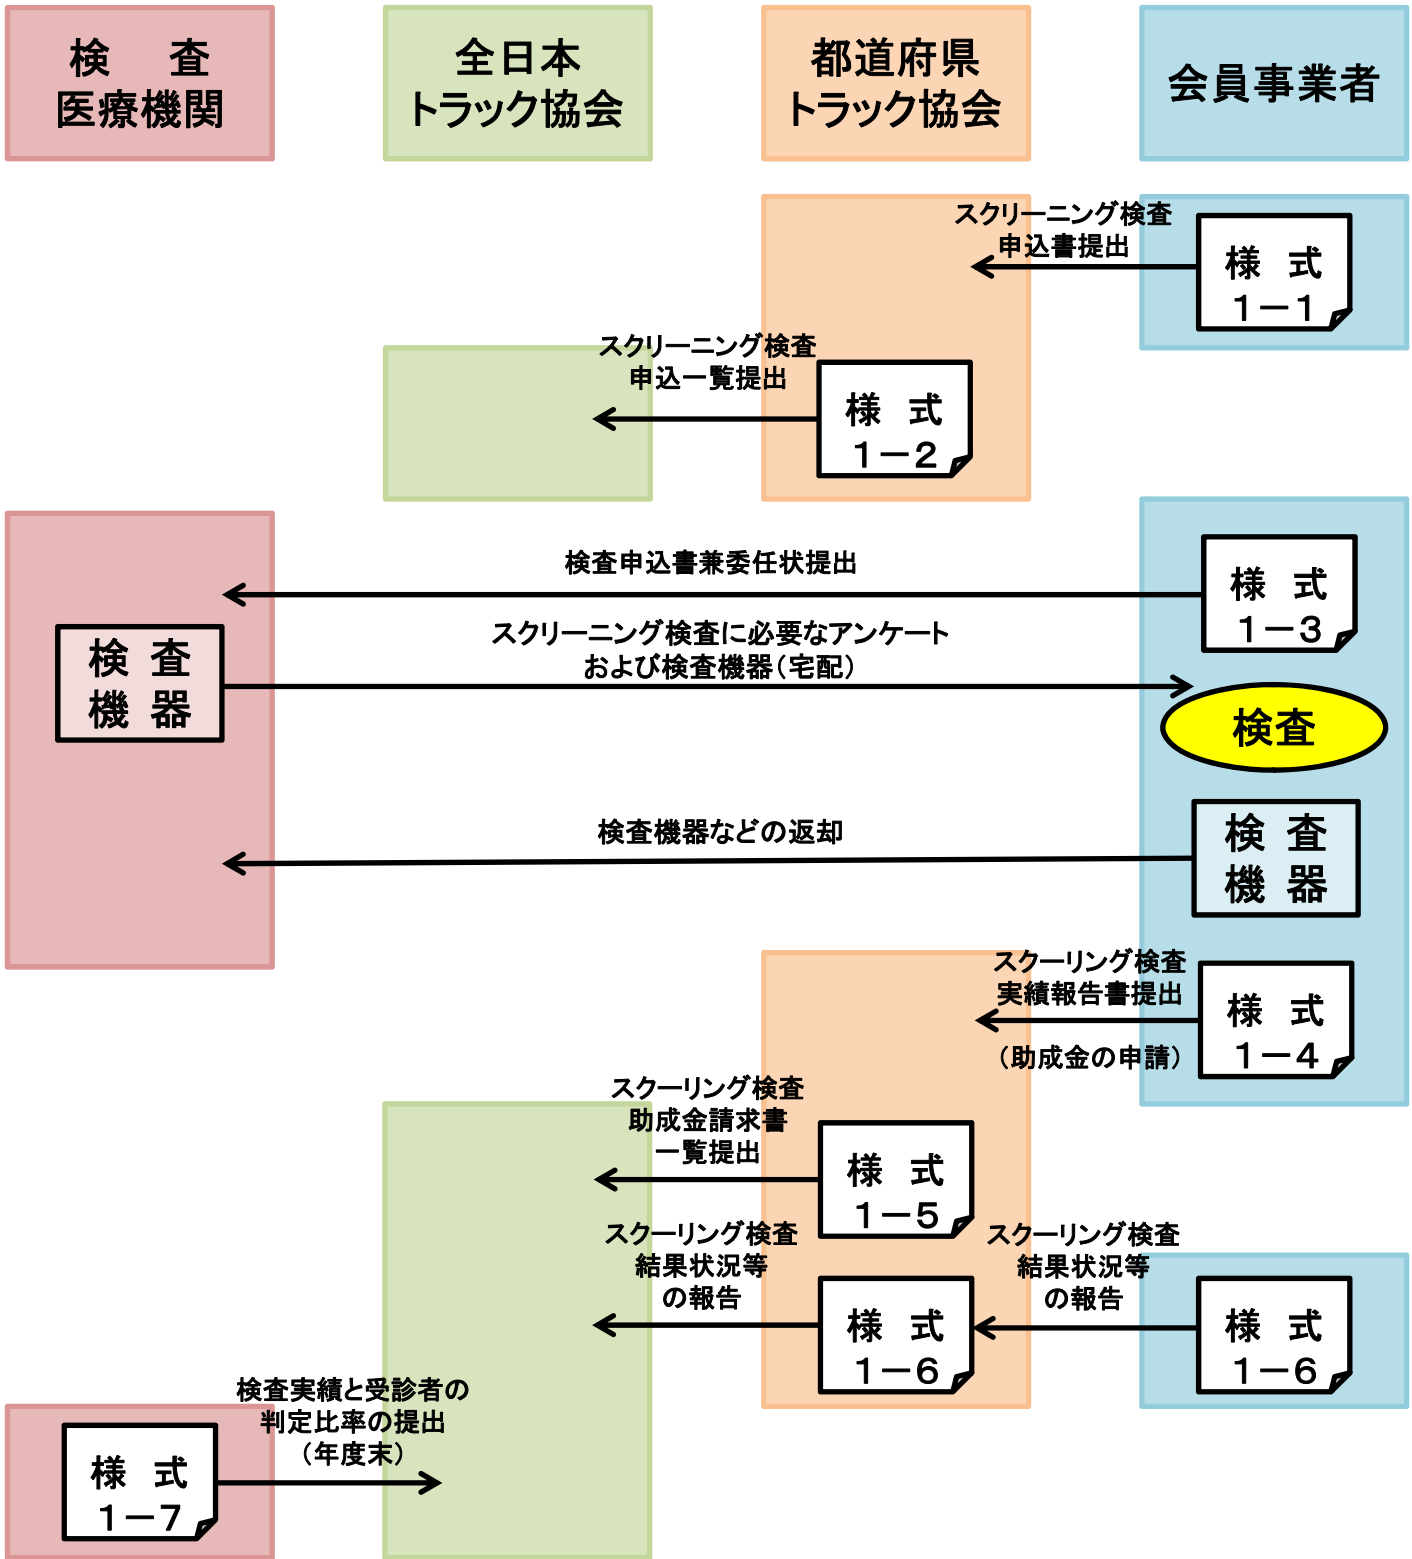 検　査
医療機関
全日本
トラック協会
都道府県
トラック協会
会員事業者
スクリーニング検査
申込書提出
様　式
１－１
スクリーニング検査
申込一覧提出
様　式
１－２
検査申込書兼委任状提出
様　式
１－３
検　査
機　器
スクリーニング検査に必要なアンケート
および検査機器（宅配）
検査
検査機器などの返却
検　査
機　器
スクーリング検査
実績報告書提出
（助成金の申請）
様　式
１－４
スクーリング検査
助成金請求書
一覧提出
様　式
１－５
スクーリング検査
結果状況等
の報告
様　式
１－６
スクーリング検査
結果状況等
の報告
様　式
１－６
検査実績と受診者の
判定比率の提出
（年度末）
様　式
１－７